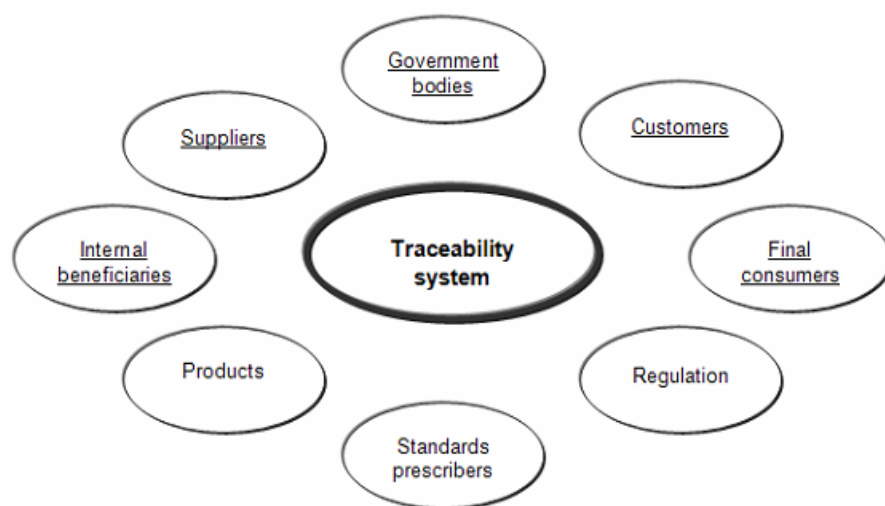 Government
bodies
Suppliers
Customers
Internal
beneficiaries
Traceability
system
Final
consumers
Products
Regulation
Standards
prescribers